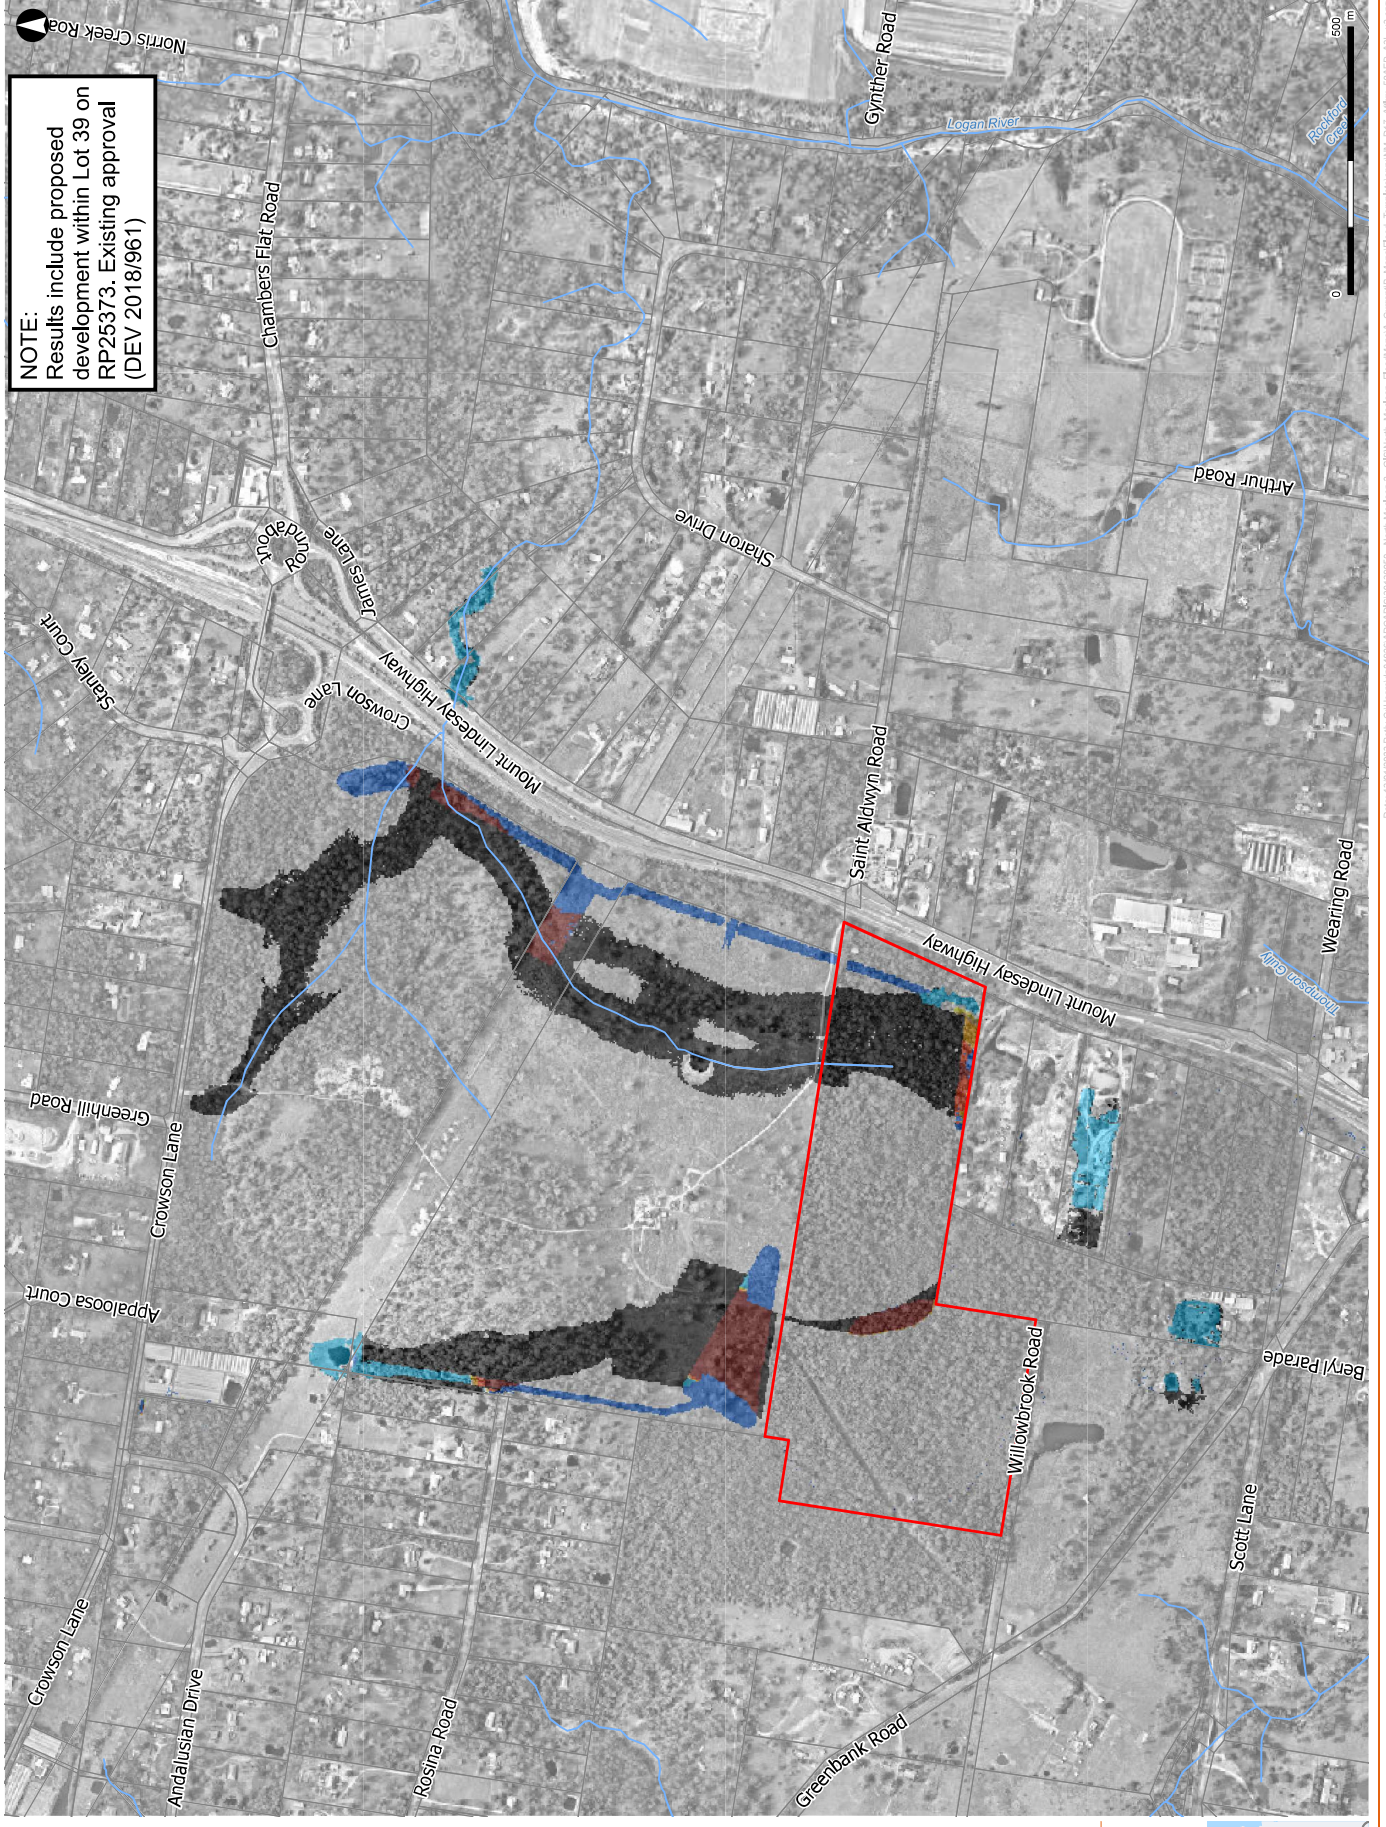 NOTE:
Results include proposed
development within Lot 39 on
RP25373. Existing approval
(DEV 2018/961)
Norris Creek Roa
Chambers Flat Road
Gynther Road
Logan River
Rockford
0
500
m
Stanley Court
Roundabout
James Lane
Crowson Lane
Mount Lindesay Highway
Sharon Drive
Arthur Road
Saint Aldwyn Road
Mount Lindesay Highway
Wearing Road
Thompson Gully
Greenhill Road
Crowson Lane
Appaloosa Court
Willowbrook Road
Beryl Parade
Scott Lane
Crowson Lane
Andalusian Drive
Rosina Road
Greenbank Road